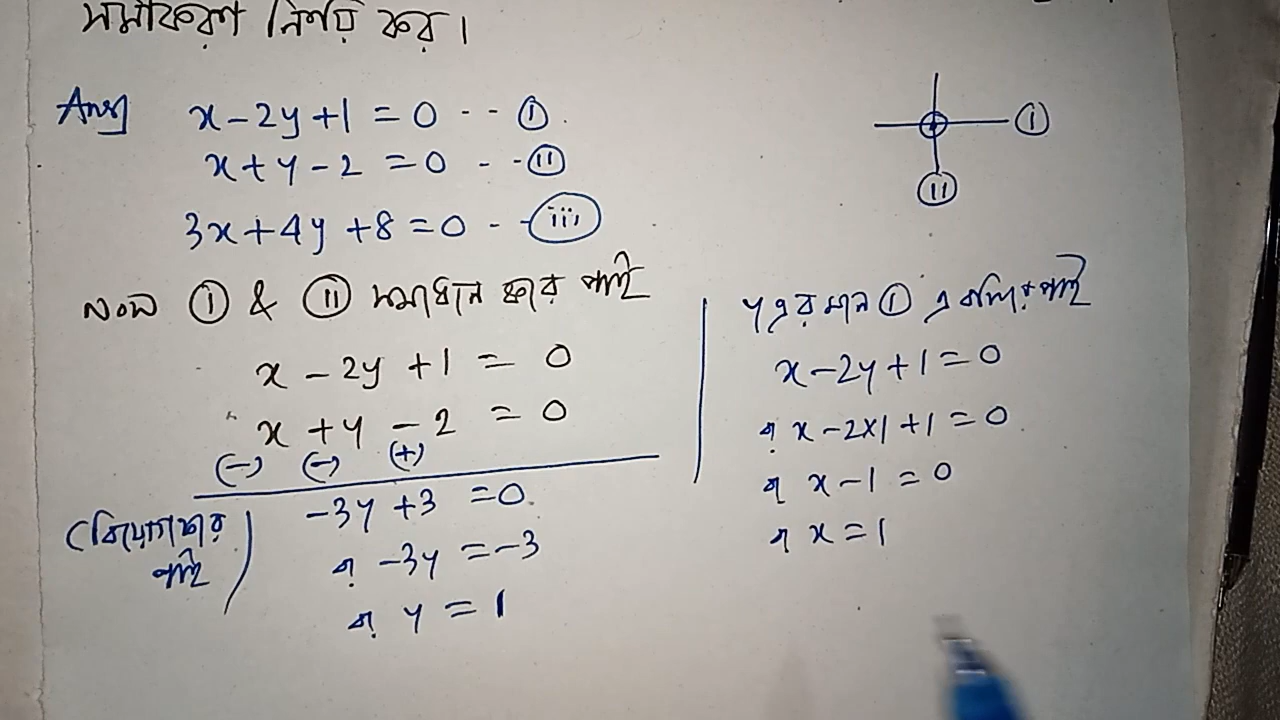 সমীকরণ নির্ণয় কর।
Ans
x - 2y + 1 = 0 -- (i)
x + y - 2 = 0 -- (ii)
3x + 4y + 8 = 0 -- (iii)
(i)
(ii)
Now (i) & (ii) সমাধান করে পাই
x - 2y + 1 = 0
x + y - 2 = 0
(-) (-) (+)
(বিয়োগ করে পাই)
-3y + 3 = 0
বা, -3y = -3
বা, y = 1
y এর মান (i) এ বসিয়ে পাই
x - 2y + 1 = 0
বা x - 2×1 + 1 = 0
বা x - 1 = 0
বা x = 1